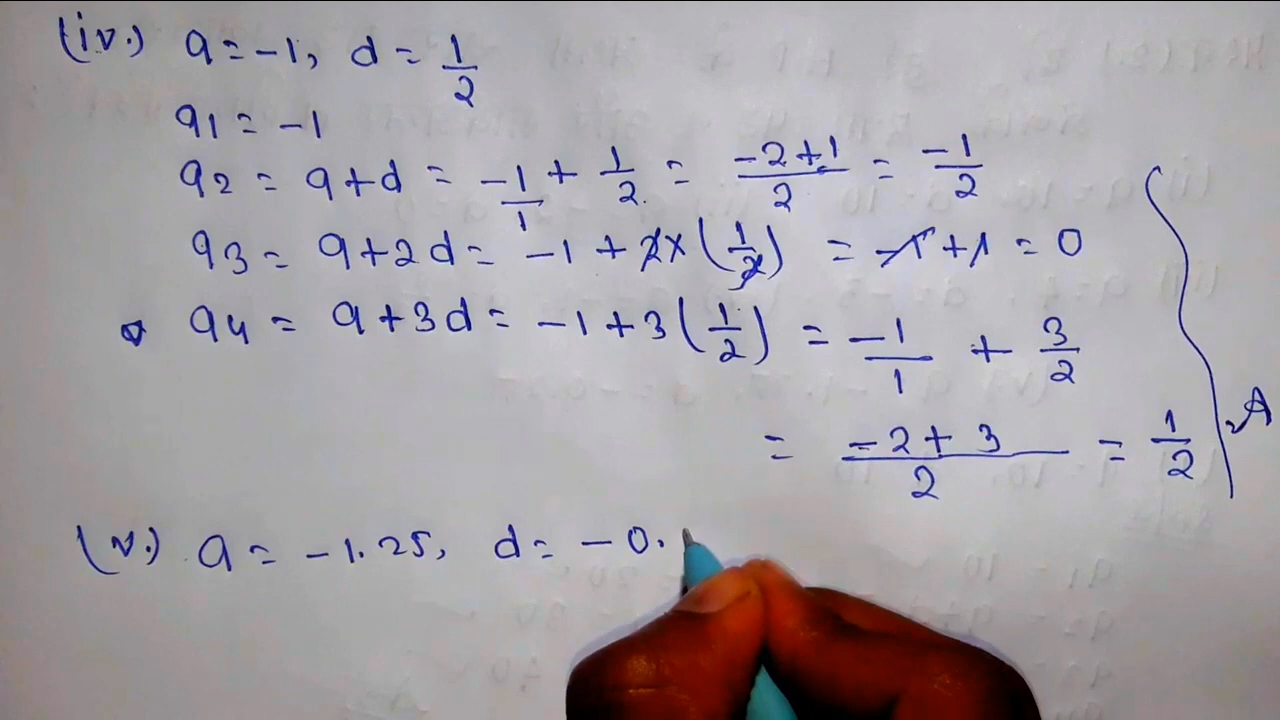 (iv.) a = -1, d = 1/2
a1 = -1
a2 = a+d = -1/1 + 1/2 = -2+1/2 = -1/2
a3 = a+2d = -1 + 2×(1/2) = -1+1 = 0
a4 = a+3d = -1+3(1/2) = -1/1 + 3/2
= -2+3/2 = 1/2
(v.) a = -1.25, d = -0.